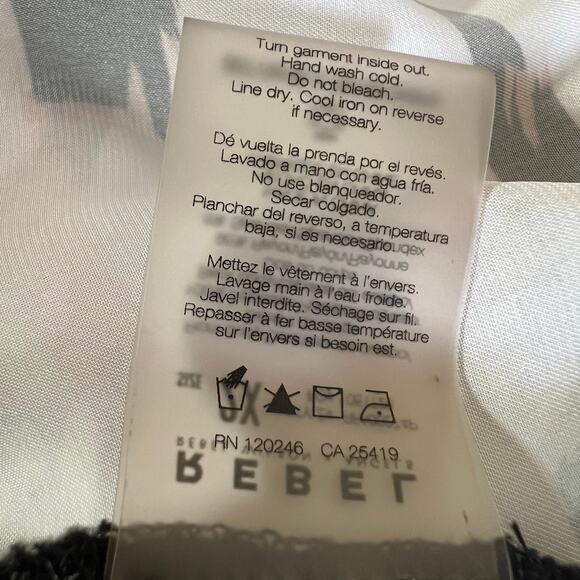 Turn garment inside out.
Hand wash cold.
Do not bleach.
Line dry. Cool iron on reverse
if necessary.
Dé vuelta la prenda por el revés.
Lavado a mano con agua fría.
No use blanqueador.
Secar colgado.
Planchar del reverso, a temperatura
baja, si es necesario.
Mettez le vêtement à l'envers.
Lavage main à l'eau froide.
Javel interdite. Séchage sur fil.
Repasser à fer basse température
sur l'envers si besoin est.
SIZE
RN 120246 CA 25419
REBEL